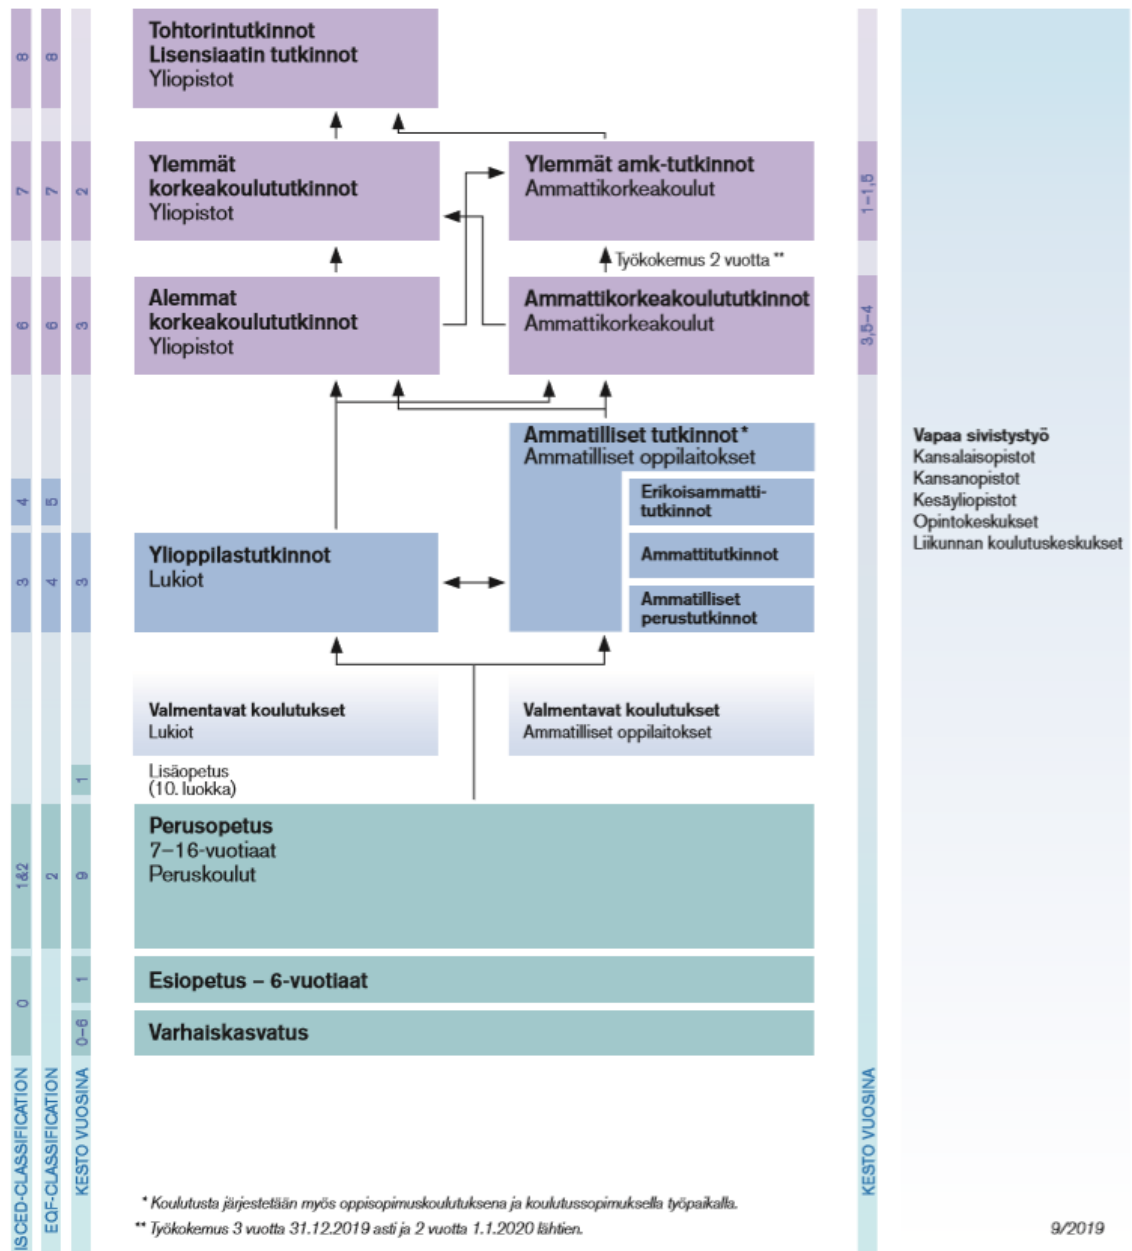 8
8
Tohtorintutkinnot
Lisensiaatin tutkinnot
Yliopistot
7
7
2
Ylemmät
korkeakoulututkinnot
Yliopistot
Ylemmät amk-tutkinnot
Ammattikorkeakoulut
1–1,5
Työkokemus 2 vuotta **
6
6
3
Alemmat
korkeakoulututkinnot
Yliopistot
Ammattikorkeakoulututkinnot
Ammattikorkeakoulut
3,5–4
Ammatilliset tutkinnot *
Ammatilliset oppilaitokset
4
5
Erikoisammatti-
tutkinnot
3
4
3
Ylioppilastutkinnot
Lukiot
Ammattitutkinnot
Ammatilliset
perustutkinnot
Valmentavat koulutukset
Lukiot
Valmentavat koulutukset
Ammatilliset oppilaitokset
1
Lisäopetus
(10. luokka)
1&2
2
9
Perusopetus
7–16-vuotiaat
Peruskoulut
0
1
Esiopetus – 6-vuotiaat
0–6
Varhaiskasvatus
ISCED-CLASSIFICATION
EQF-CLASSIFICATION
KESTO VUOSINA
KESTO VUOSINA
Vapaa sivistystyö
Kansalaisopistot
Kansanopistot
Kesäyliopistot
Opintokeskukset
Liikunnan koulutuskeskukset
* Koulutusta järjestetään myös oppisopimuskoulutuksena ja koulutussopimuksella työpaikalla.
** Työkokemus 3 vuotta 31.12.2019 asti ja 2 vuotta 1.1.2020 lähtien.
9/2019